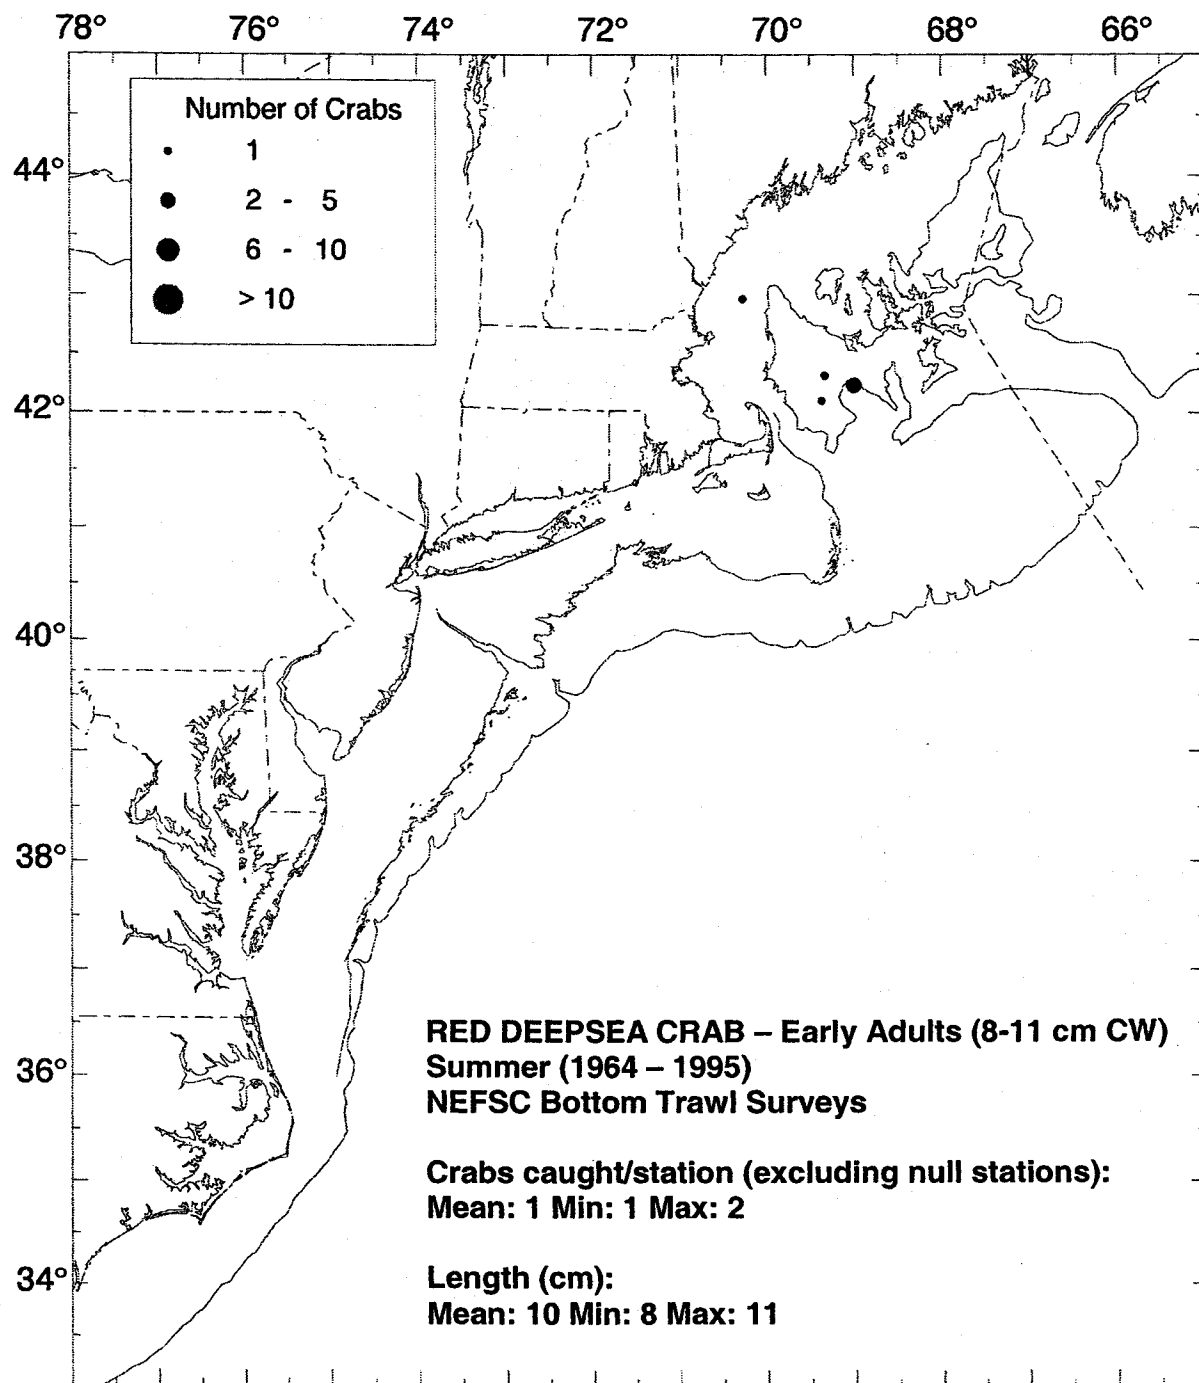 78° 76° 74° 72° 70° 68° 66°
Number of Crabs
1
2 - 5
6 - 10
> 10
44°
42°
40°
38°
36°
34°
RED DEEPSEA CRAB – Early Adults (8-11 cm CW)
Summer (1964 – 1995)
NEFSC Bottom Trawl Surveys
Crabs caught/station (excluding null stations):
Mean: 1 Min: 1 Max: 2
Length (cm):
Mean: 10 Min: 8 Max: 11